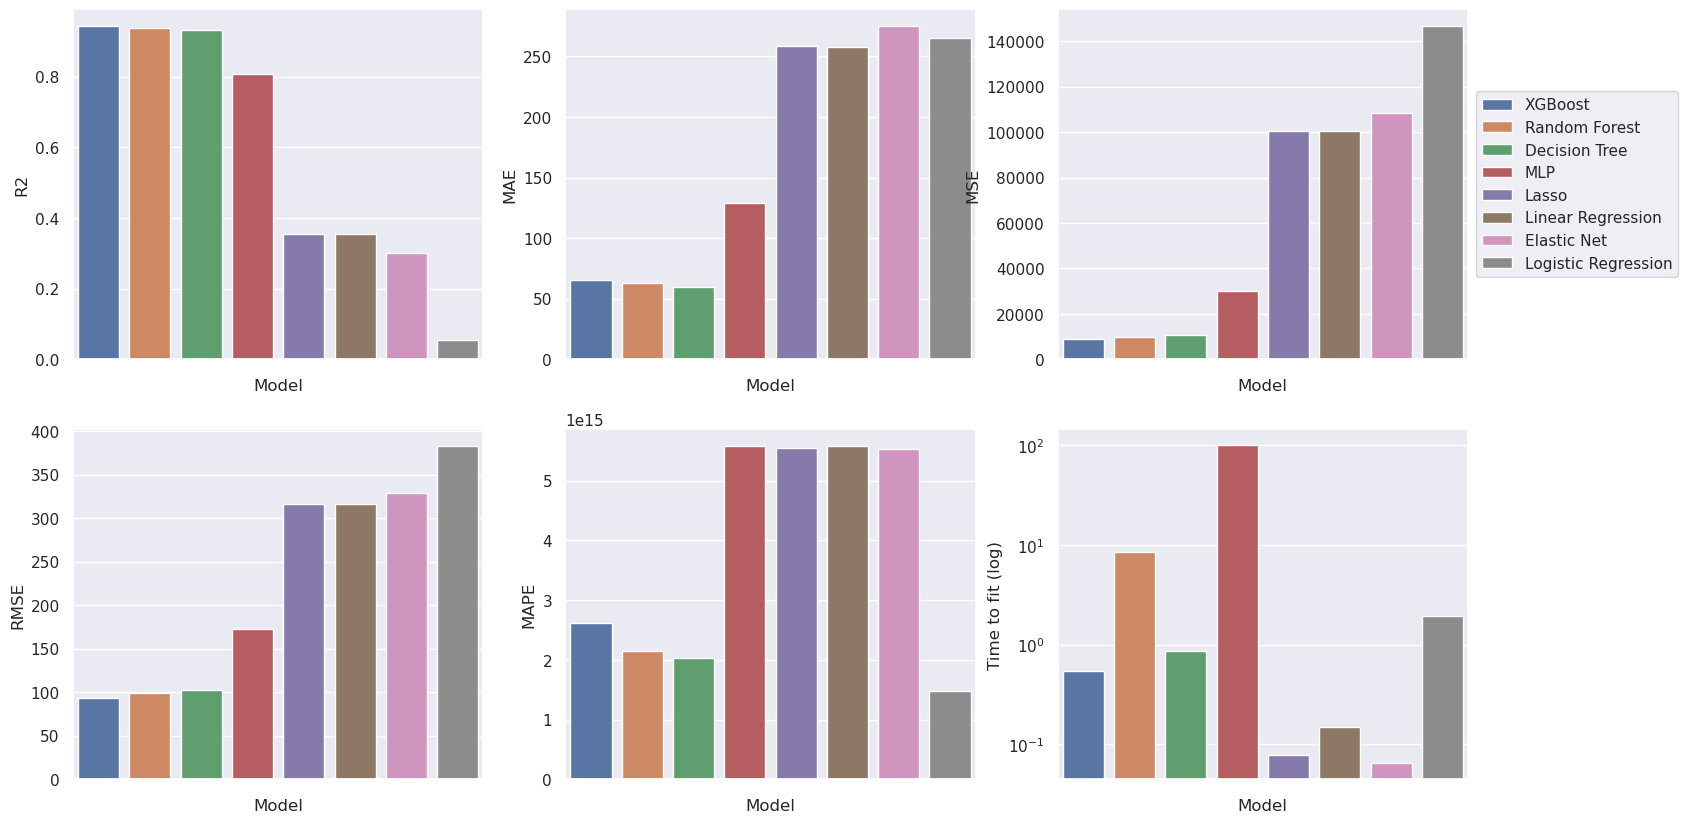 R2
0.8
0.6
0.4
0.2
0.0
Model
MAE
250
200
150
100
50
0
Model
MSE
140000
120000
100000
80000
60000
40000
20000
0
Model
XGBoost
Random Forest
Decision Tree
MLP
Lasso
Linear Regression
Elastic Net
Logistic Regression
RMSE
400
350
300
250
200
150
100
50
0
Model
1e15
MAPE
5
4
3
2
1
0
Model
Time to fit (log)
10²
10¹
10⁰
10⁻¹
Model